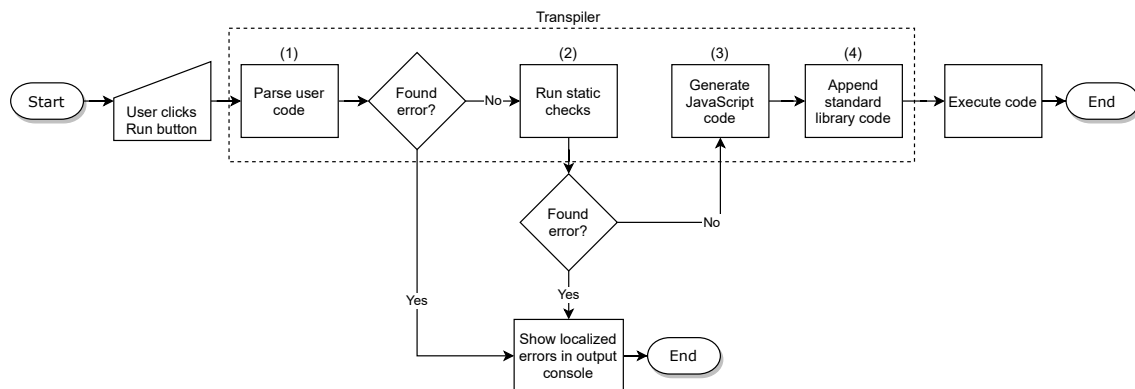 Transpiler
(1)
(2)
(3)
(4)
Start
User clicks
Run button
Parse user
code
Found
error?
No
Run static
checks
Generate
JavaScript
code
Append
standard
library code
Execute code
End
Found
error?
No
Yes
Yes
Show localized
errors in output
console
End